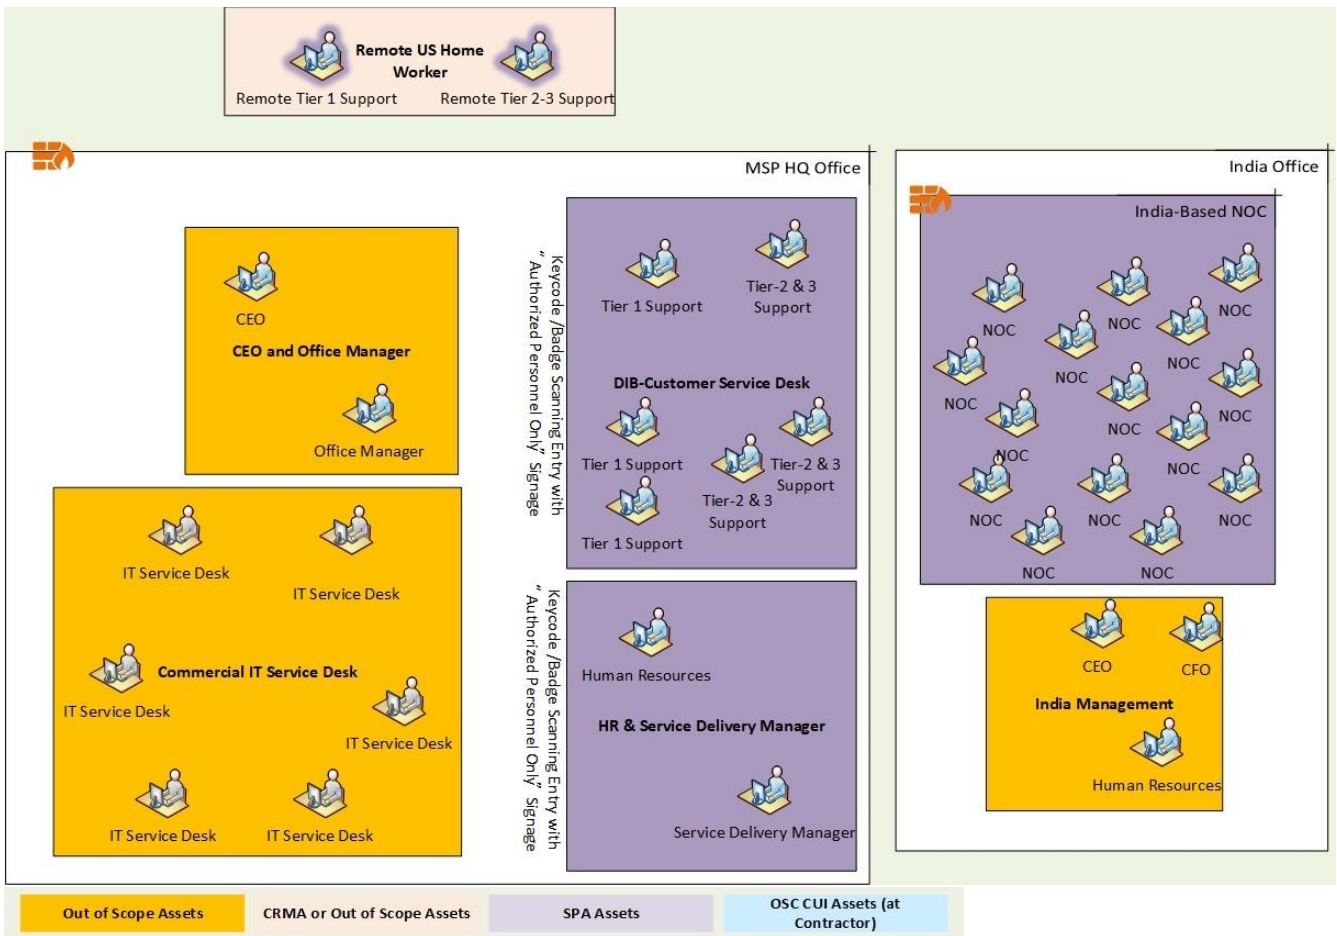 Remote US Home
Worker
Remote Tier 1 Support
Remote Tier 2-3 Support
MSP HQ Office
CEO
CEO and Office Manager
Office Manager
IT Service Desk
IT Service Desk
IT Service Desk
Commercial IT Service Desk
IT Service Desk
IT Service Desk
IT Service Desk
Keycode /Badge Scanning Entry with
“ Authorized Personnel Only” Signage
Tier 1 Support
Tier-2 & 3
Support
DIB-Customer Service Desk
Tier 1 Support
Tier-2 & 3
Support
Tier-2 & 3
Support
Tier 1 Support
Keycode /Badge Scanning Entry with
“ Authorized Personnel Only” Signage
Human Resources
HR & Service Delivery Manager
Service Delivery Manager
India Office
India-Based NOC
NOC
NOC
NOC
NOC
NOC
NOC
NOC
NOC
NOC
NOC
NOC
NOC
NOC
NOC
CEO
CFO
India Management
Human Resources
Out of Scope Assets
CRMA or Out of Scope Assets
SPA Assets
OSC CUI Assets (at
Contractor)